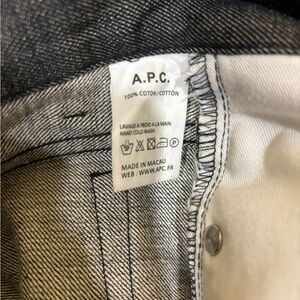 A.P.C.
100% COTON/COTTON
LAVAGE A FROID A LA MAIN
HAND COLD WASH
MADE IN MACAU
WEB : WWW.APC.FR